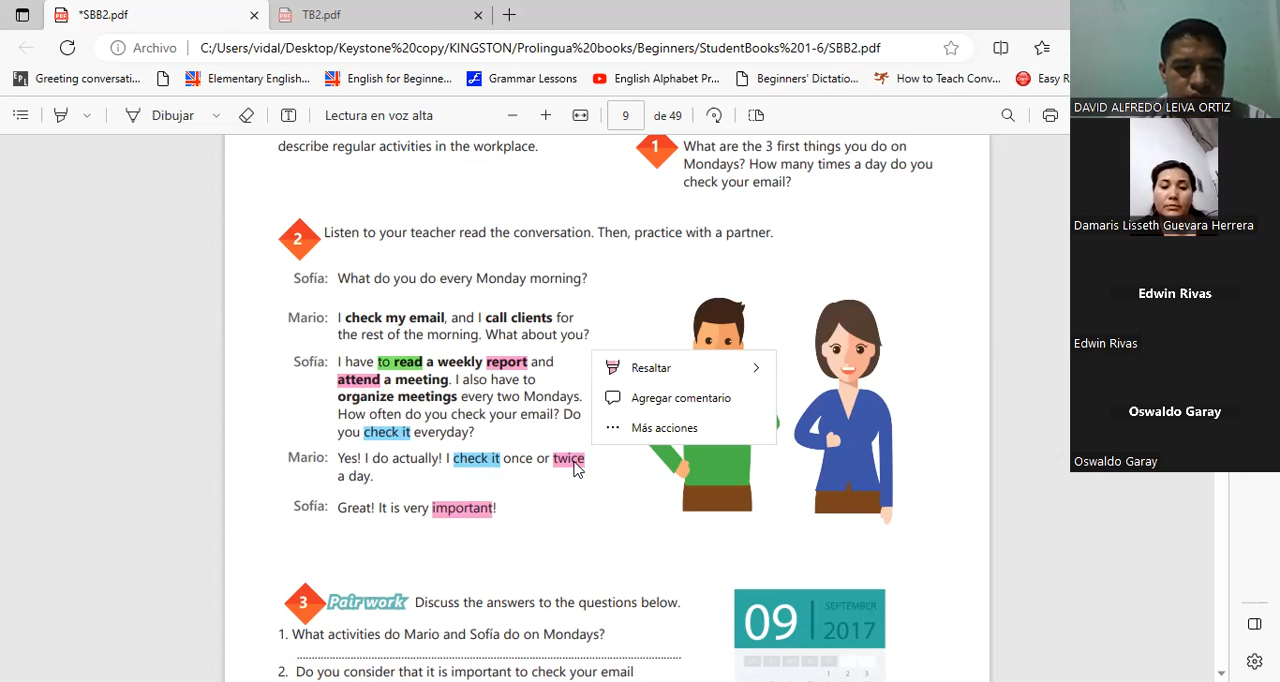 *SBB2.pdf
TB2.pdf
Archivo
C:/Users/vidal/Desktop/Keystone%20copy/KINGSTON/Prolingua%20books/Beginners/StudentBooks%201-6/SBB2.pdf
Greeting conversati...
Elementary English...
English for Beginne...
Grammar Lessons
English Alphabet Pr...
Beginners' Dictatio...
How to Teach Conv...
Easy R
Dibujar
Lectura en voz alta
9
de 49
describe regular activities in the workplace.
1
What are the 3 first things you do on
Mondays? How many times a day do you
check your email?
2
Listen to your teacher read the conversation. Then, practice with a partner.
Sofía: What do you do every Monday morning?
Mario: I check my email, and I call clients for
the rest of the morning. What about you?
Sofía: I have to read a weekly report and
attend a meeting. I also have to
organize meetings every two Mondays.
How often do you check your email? Do
you check it everyday?
Mario: Yes! I do actually! I check it once or twice
a day.
Sofía: Great! It is very important!
Resaltar
Agregar comentario
Más acciones
3
Pair work
Discuss the answers to the questions below.
1. What activities do Mario and Sofía do on Mondays?
2. Do you consider that it is important to check your email
09
SEPTEMBER
2017
1 2 3
DAVID ALFREDO LEIVA ORTIZ
Damaris Lisseth Guevara Herrera
Edwin Rivas
Edwin Rivas
Oswaldo Garay
Oswaldo Garay